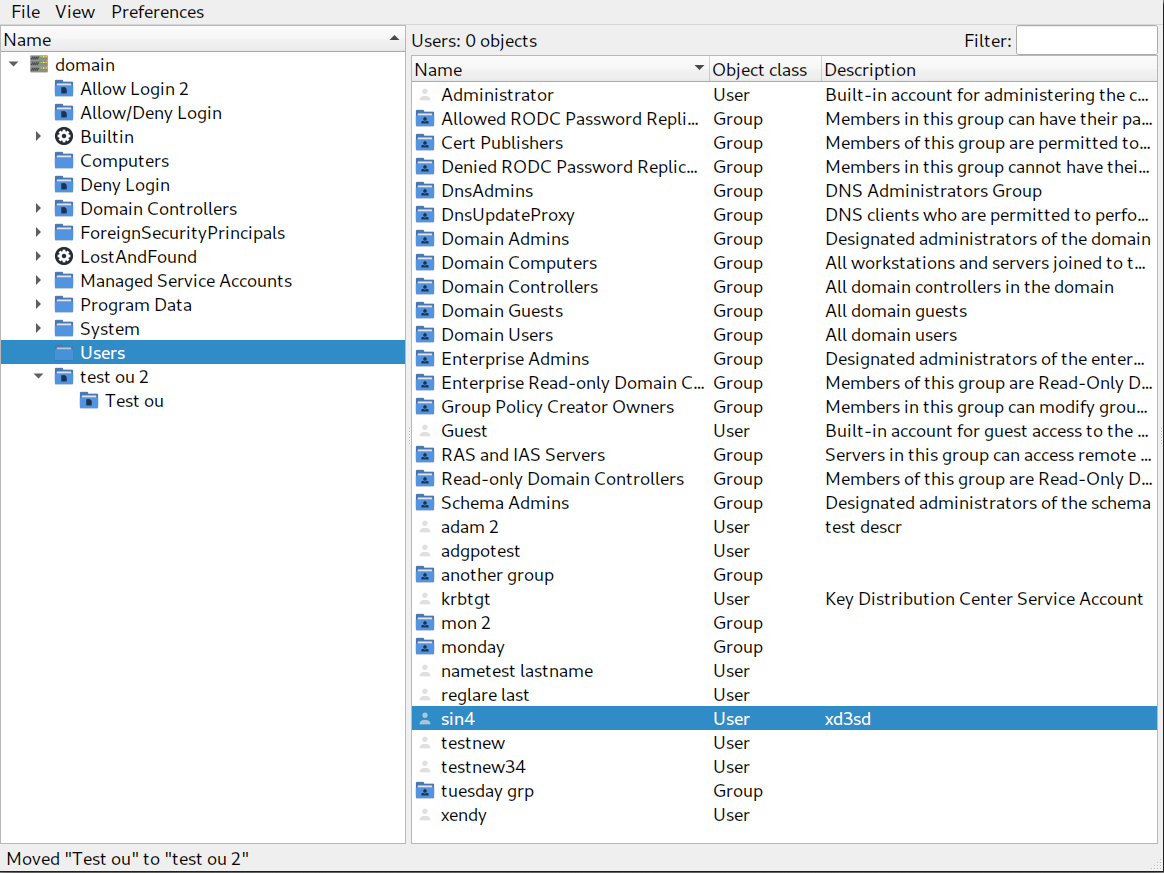 File View Preferences
Name
domain
Allow Login 2
Allow/Deny Login
Builtin
Computers
Deny Login
Domain Controllers
ForeignSecurityPrincipals
LostAndFound
Managed Service Accounts
Program Data
System
Users
test ou 2
Test ou
Users: 0 objects Filter:
Name Object class Description
Administrator User Built-in account for administering the c...
Allowed RODC Password Repli... Group Members in this group can have their pa...
Cert Publishers Group Members of this group are permitted to...
Denied RODC Password Replic... Group Members in this group cannot have thei...
DnsAdmins Group DNS Administrators Group
DnsUpdateProxy Group DNS clients who are permitted to perfo...
Domain Admins Group Designated administrators of the domain
Domain Computers Group All workstations and servers joined to t...
Domain Controllers Group All domain controllers in the domain
Domain Guests Group All domain guests
Domain Users Group All domain users
Enterprise Admins Group Designated administrators of the enter...
Enterprise Read-only Domain C... Group Members of this group are Read-Only D...
Group Policy Creator Owners Group Members in this group can modify grou...
Guest User Built-in account for guest access to the ...
RAS and IAS Servers Group Servers in this group can access remote ...
Read-only Domain Controllers Group Members of this group are Read-Only D...
Schema Admins Group Designated administrators of the schema
adam 2 User test descr
adgpotest User
another group Group
krbtgt User Key Distribution Center Service Account
mon 2 Group
monday Group
nametest lastname User
reglare last User
sin4 User xd3sd
testnew User
testnew34 User
tuesday grp Group
xendy User
Moved "Test ou" to "test ou 2"